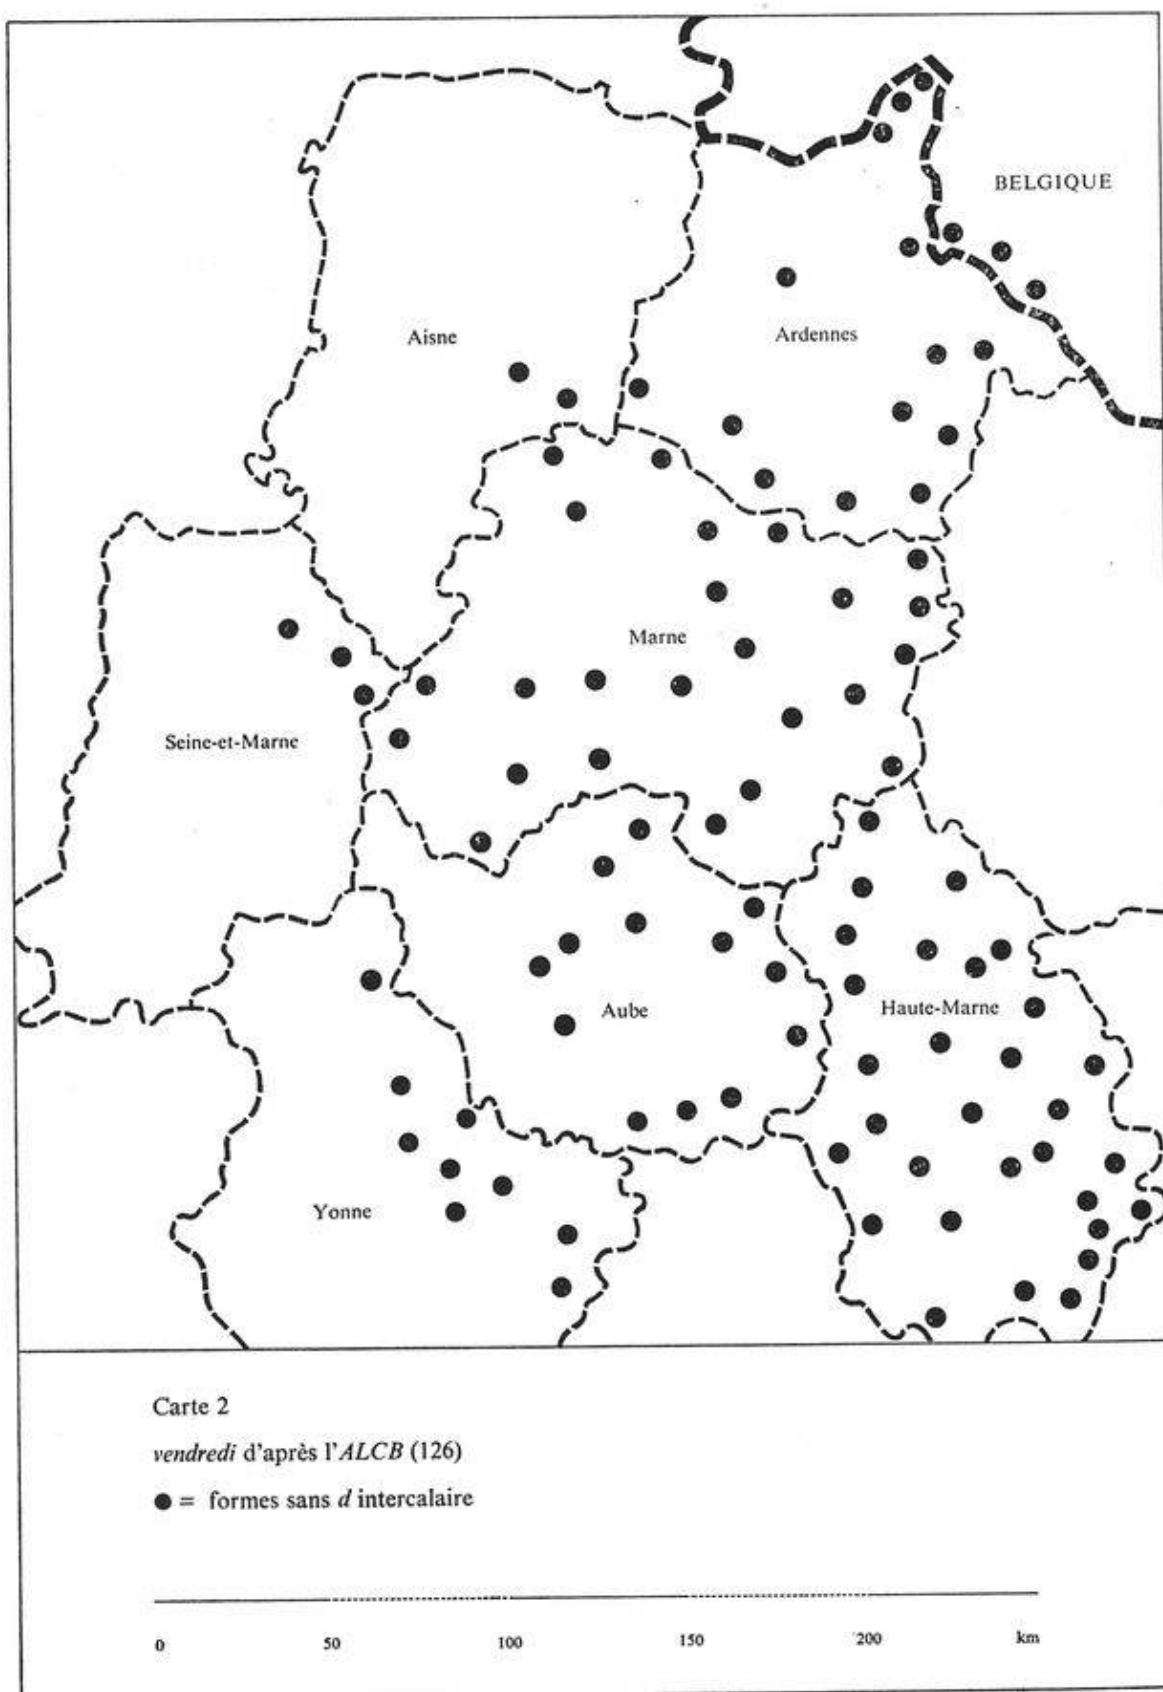 BELGIQUE
Aisne
Ardennes
Marne
Seine-et-Marne
Aube
Haute-Marne
Yonne
Carte 2
vendredi d'après l'ALCB (126)
● = formes sans d intercalaire
0 50 100 150 200 km